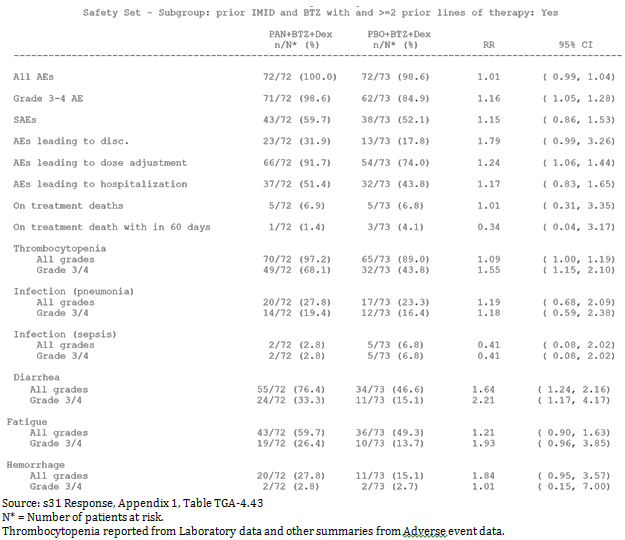 Safety Set - Subgroup: prior IMID and BTZ with and >=2 prior lines of therapy: Yes
PAN+BTZ+Dex PBO+BTZ+Dex
n/N* (%) n/N* (%) RR 95% CI
All AEs 72/72 (100.0) 72/73 (98.6) 1.01 ( 0.99, 1.04)
Grade 3-4 AE 71/72 (98.6) 62/73 (84.9) 1.16 ( 1.05, 1.28)
SAEs 43/72 (59.7) 38/73 (52.1) 1.15 ( 0.86, 1.53)
AEs leading to disc. 23/72 (31.9) 13/73 (17.8) 1.79 ( 0.99, 3.26)
AEs leading to dose adjustment 66/72 (91.7) 54/73 (74.0) 1.24 ( 1.06, 1.44)
AEs leading to hospitalization 37/72 (51.4) 32/73 (43.8) 1.17 ( 0.83, 1.65)
On treatment deaths 5/72 (6.9) 5/73 (6.8) 1.01 ( 0.31, 3.35)
On treatment death with in 60 days 1/72 (1.4) 3/73 (4.1) 0.34 ( 0.04, 3.17)
Thrombocytopenia
All grades 70/72 (97.2) 65/73 (89.0) 1.09 ( 1.00, 1.19)
Grade 3/4 49/72 (68.1) 32/73 (43.8) 1.55 ( 1.15, 2.10)
Infection (pneumonia)
All grades 20/72 (27.8) 17/73 (23.3) 1.19 ( 0.68, 2.09)
Grade 3/4 14/72 (19.4) 12/73 (16.4) 1.18 ( 0.59, 2.38)
Infection (sepsis)
All grades 2/72 (2.8) 5/73 (6.8) 0.41 ( 0.08, 2.02)
Grade 3/4 2/72 (2.8) 5/73 (6.8) 0.41 ( 0.08, 2.02)
Diarrhea
All grades 55/72 (76.4) 34/73 (46.6) 1.64 ( 1.24, 2.16)
Grade 3/4 24/72 (33.3) 11/73 (15.1) 2.21 ( 1.17, 4.17)
Fatigue
All grades 43/72 (59.7) 36/73 (49.3) 1.21 ( 0.90, 1.63)
Grade 3/4 19/72 (26.4) 10/73 (13.7) 1.93 ( 0.96, 3.85)
Hemorrhage
All grades 20/72 (27.8) 11/73 (15.1) 1.84 ( 0.95, 3.57)
Grade 3/4 2/72 (2.8) 2/73 (2.7) 1.01 ( 0.15, 7.00)
Source: s31 Response, Appendix 1, Table TGA-4.43
N* = Number of patients at risk.
Thrombocytopenia reported from Laboratory data and other summaries from Adverse event data.